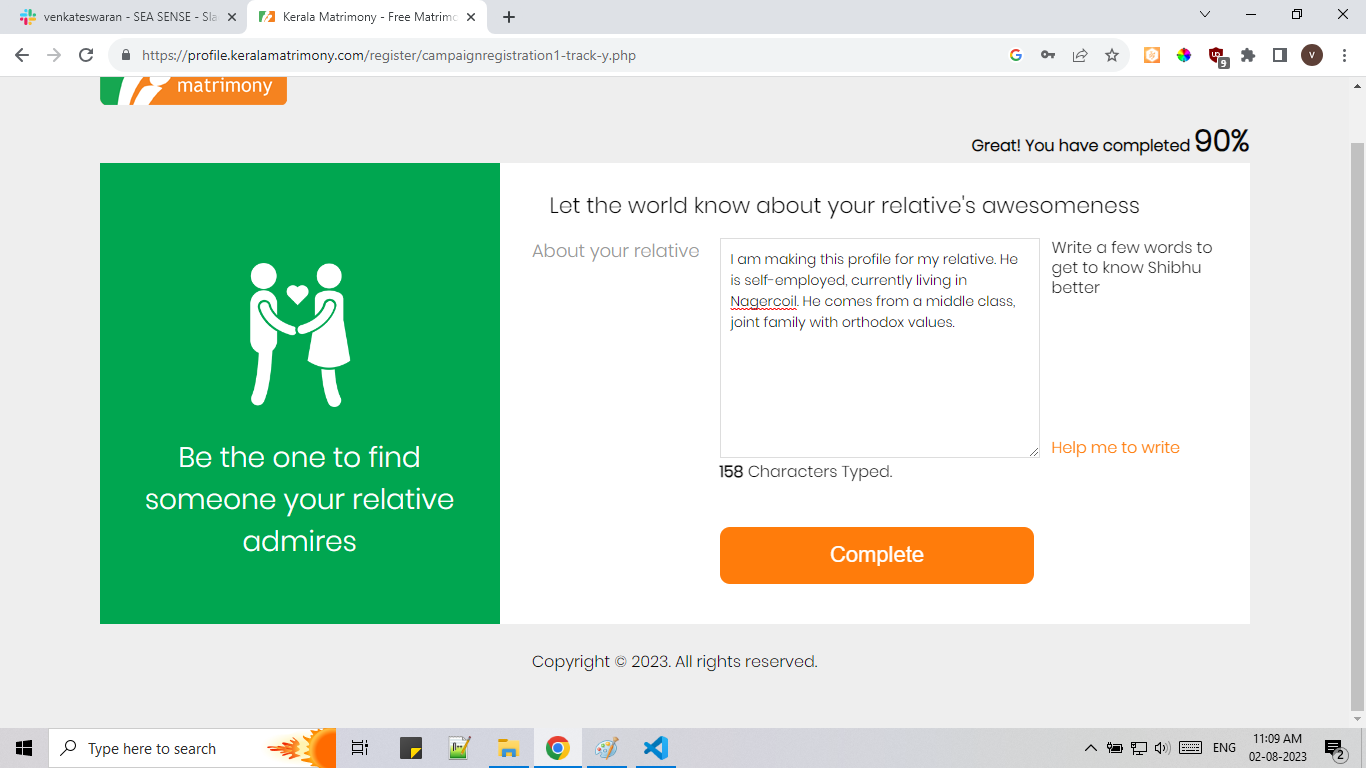 venkateswaran - SEA SENSE - Sla
Kerala Matrimony - Free Matrimo
https://profile.keralamatrimony.com/register/campaignregistration1-track-y.php
9
V
matrimony
Great! You have completed 90%
Let the world know about your relative's awesomeness
About your relative
I am making this profile for my relative. He
is self-employed, currently living in
Nagercoil. He comes from a middle class,
joint family with orthodox values.
Write a few words to
get to know Shibhu
better
Help me to write
158 Characters Typed.
Complete
Be the one to find
someone your relative
admires
Copyright © 2023. All rights reserved.
Type here to search
ENG
11:09 AM
02-08-2023
2